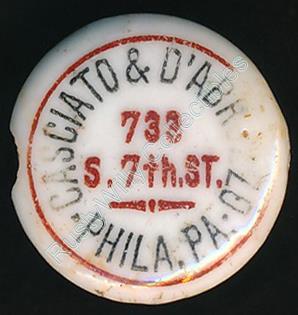 CASCIATO & D'ABR
733
S. 7th. ST.
PHILA. PA. 07